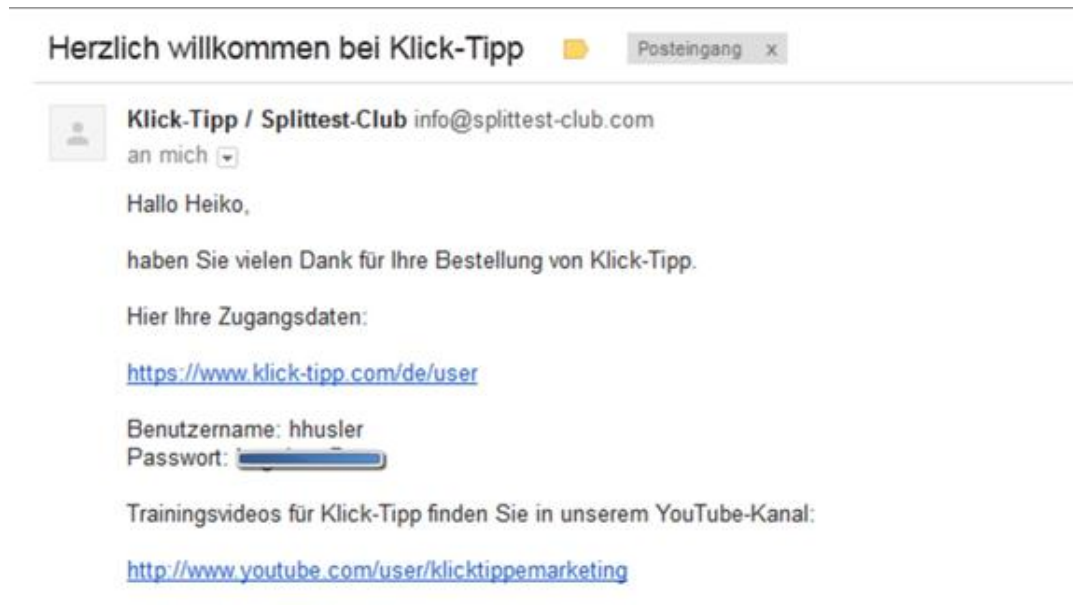 Herzlich willkommen bei Klick-Tipp Posteingang x
Klick-Tipp / Splittest-Club info@splittest-club.com
an mich
Hallo Heiko,
haben Sie vielen Dank für Ihre Bestellung von Klick-Tipp.
Hier Ihre Zugangsdaten:
https://www.klick-tipp.com/de/user
Benutzername: hhusler
Passwort:
Trainingsvideos für Klick-Tipp finden Sie in unserem YouTube-Kanal:
http://www.youtube.com/user/klicktippemarketing